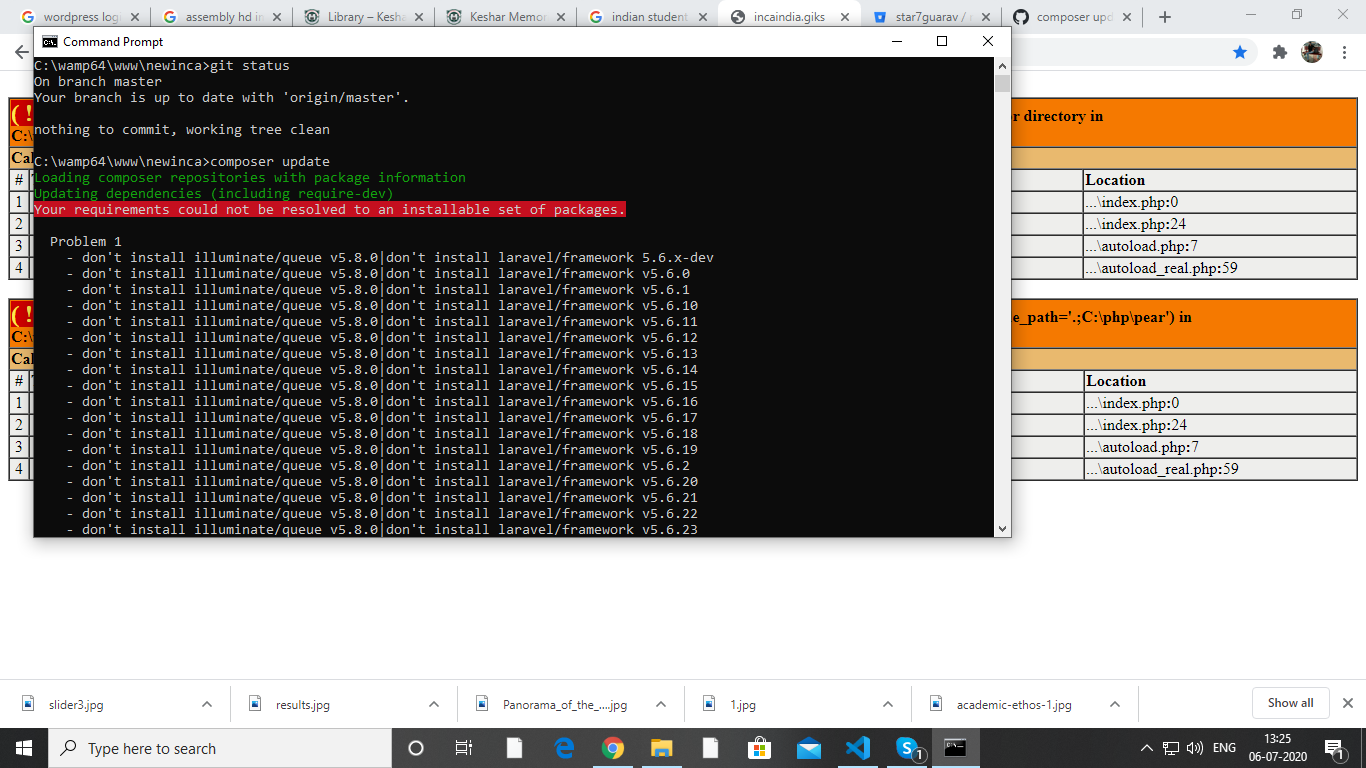 wordpress logi
assembly hd in
Library – Kesha
Keshar Memor
indian student
incaindia.giks
star7guarav / 
composer upd
Command Prompt
C:\wamp64\www\newinca>git status
On branch master
Your branch is up to date with 'origin/master'.
nothing to commit, working tree clean
C:\wamp64\www\newinca>composer update
Loading composer repositories with package information
Updating dependencies (including require-dev)
Your requirements could not be resolved to an installable set of packages.
Problem 1
- don't install illuminate/queue v5.8.0|don't install laravel/framework 5.6.x-dev
- don't install illuminate/queue v5.8.0|don't install laravel/framework v5.6.0
- don't install illuminate/queue v5.8.0|don't install laravel/framework v5.6.1
- don't install illuminate/queue v5.8.0|don't install laravel/framework v5.6.10
- don't install illuminate/queue v5.8.0|don't install laravel/framework v5.6.11
- don't install illuminate/queue v5.8.0|don't install laravel/framework v5.6.12
- don't install illuminate/queue v5.8.0|don't install laravel/framework v5.6.13
- don't install illuminate/queue v5.8.0|don't install laravel/framework v5.6.14
- don't install illuminate/queue v5.8.0|don't install laravel/framework v5.6.15
- don't install illuminate/queue v5.8.0|don't install laravel/framework v5.6.16
- don't install illuminate/queue v5.8.0|don't install laravel/framework v5.6.17
- don't install illuminate/queue v5.8.0|don't install laravel/framework v5.6.18
- don't install illuminate/queue v5.8.0|don't install laravel/framework v5.6.19
- don't install illuminate/queue v5.8.0|don't install laravel/framework v5.6.2
- don't install illuminate/queue v5.8.0|don't install laravel/framework v5.6.20
- don't install illuminate/queue v5.8.0|don't install laravel/framework v5.6.21
- don't install illuminate/queue v5.8.0|don't install laravel/framework v5.6.22
- don't install illuminate/queue v5.8.0|don't install laravel/framework v5.6.23
( ! r directory in
C:\
Cal
# Location
1 ...\index.php:0
2 ...\index.php:24
3 ...\autoload.php:7
4 ...\autoload_real.php:59
( ! e_path='.;C:\php\pear') in
C:\
Cal
# Location
1 ...\index.php:0
2 ...\index.php:24
3 ...\autoload.php:7
4 ...\autoload_real.php:59
slider3.jpg
results.jpg
Panorama_of_the_....jpg
1.jpg
academic-ethos-1.jpg
Show all
Type here to search
1
ENG
13:25
06-07-2020
1